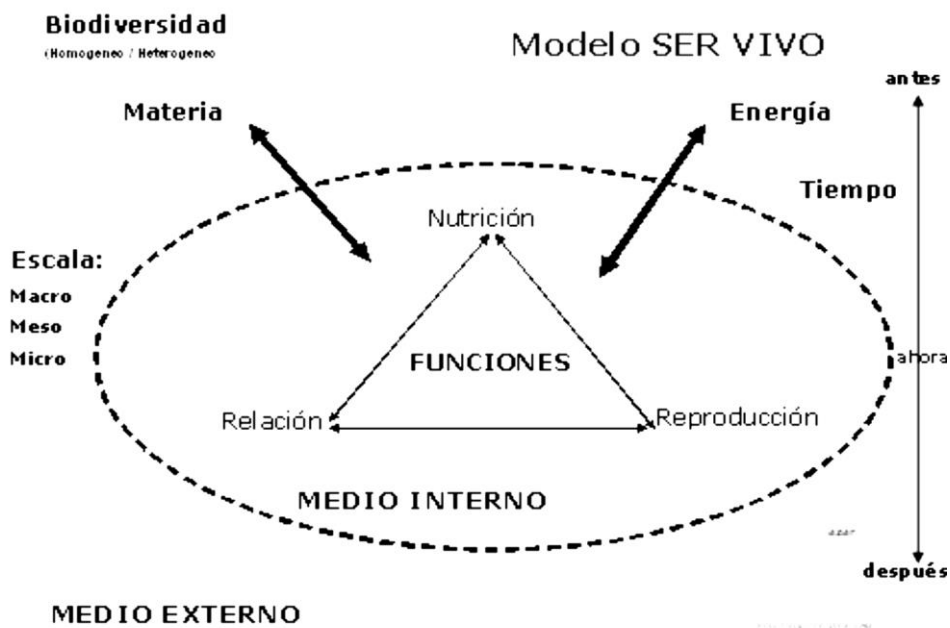 Biodiversidad
(Homogeneo / Heterogeneo
Modelo SER VIVO
antes
Materia
Energía
Tiempo
Nutrición
Escala:
Macro
Meso
Micro
ahora
FUNCIONES
Relación
Reproducción
MEDIO INTERNO
después
MEDIO EXTERNO